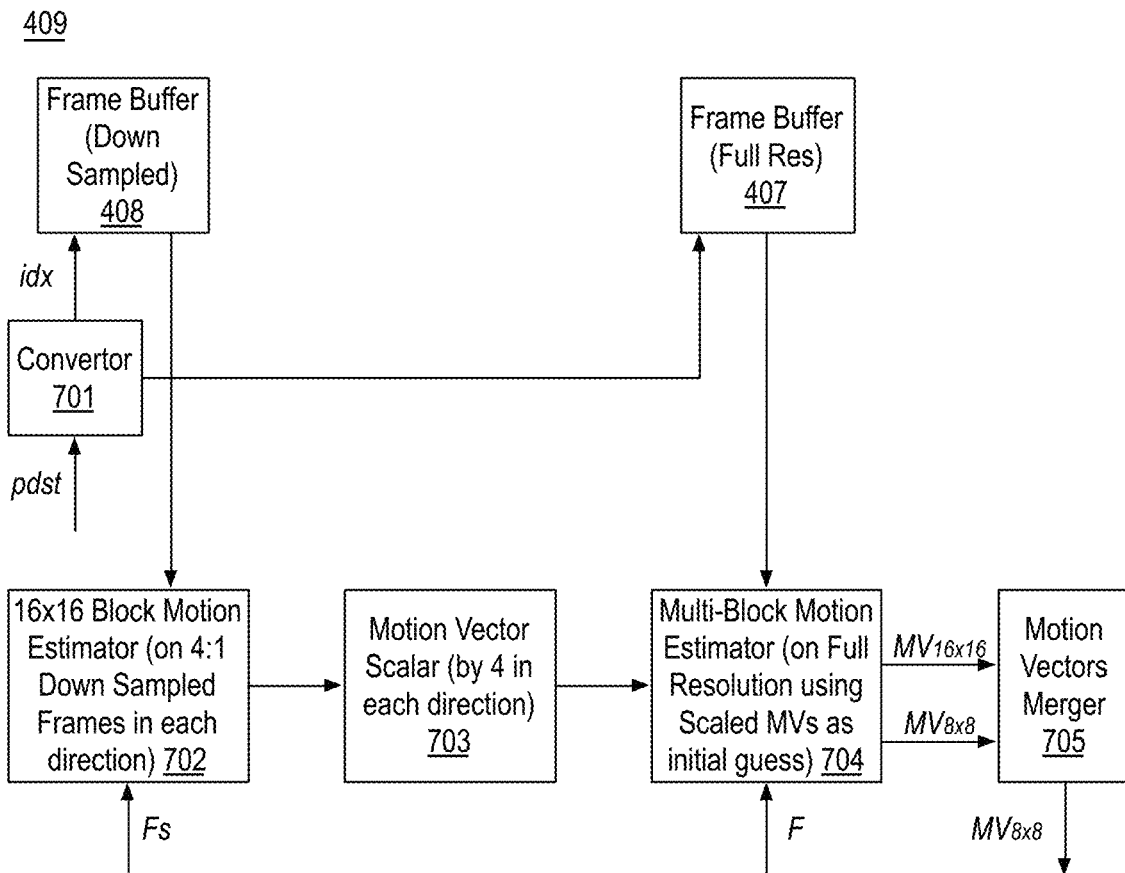 409
Frame Buffer
(Down
Sampled)
408
Frame Buffer
(Full Res)
407
idx
Convertor
701
pdst
16x16 Block Motion
Estimator (on 4:1
Down Sampled
Frames in each
direction) 702
Motion Vector
Scalar (by 4 in
each direction)
703
Multi-Block Motion
Estimator (on Full
Resolution using
Scaled MVs as
initial guess) 704
MV16x16
MV8x8
Motion
Vectors
Merger
705
Fs
F
MV8x8